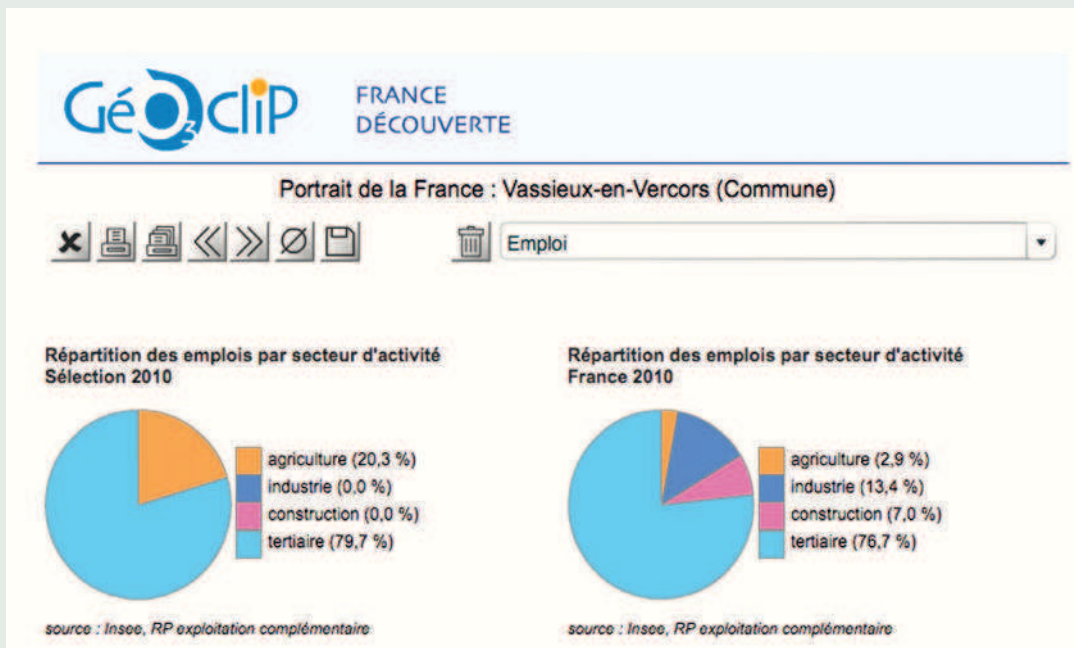 Géoclip
3
FRANCE
DÉCOUVERTE
Portrait de la France : Vassieux-en-Vercors (Commune)
Emploi
Répartition des emplois par secteur d'activité
Sélection 2010
agriculture (20,3 %)
industrie (0,0 %)
construction (0,0 %)
tertiaire (79,7 %)
source : Insee, RP exploitation complémentaire
Répartition des emplois par secteur d'activité
France 2010
agriculture (2,9 %)
industrie (13,4 %)
construction (7,0 %)
tertiaire (76,7 %)
source : Insee, RP exploitation complémentaire